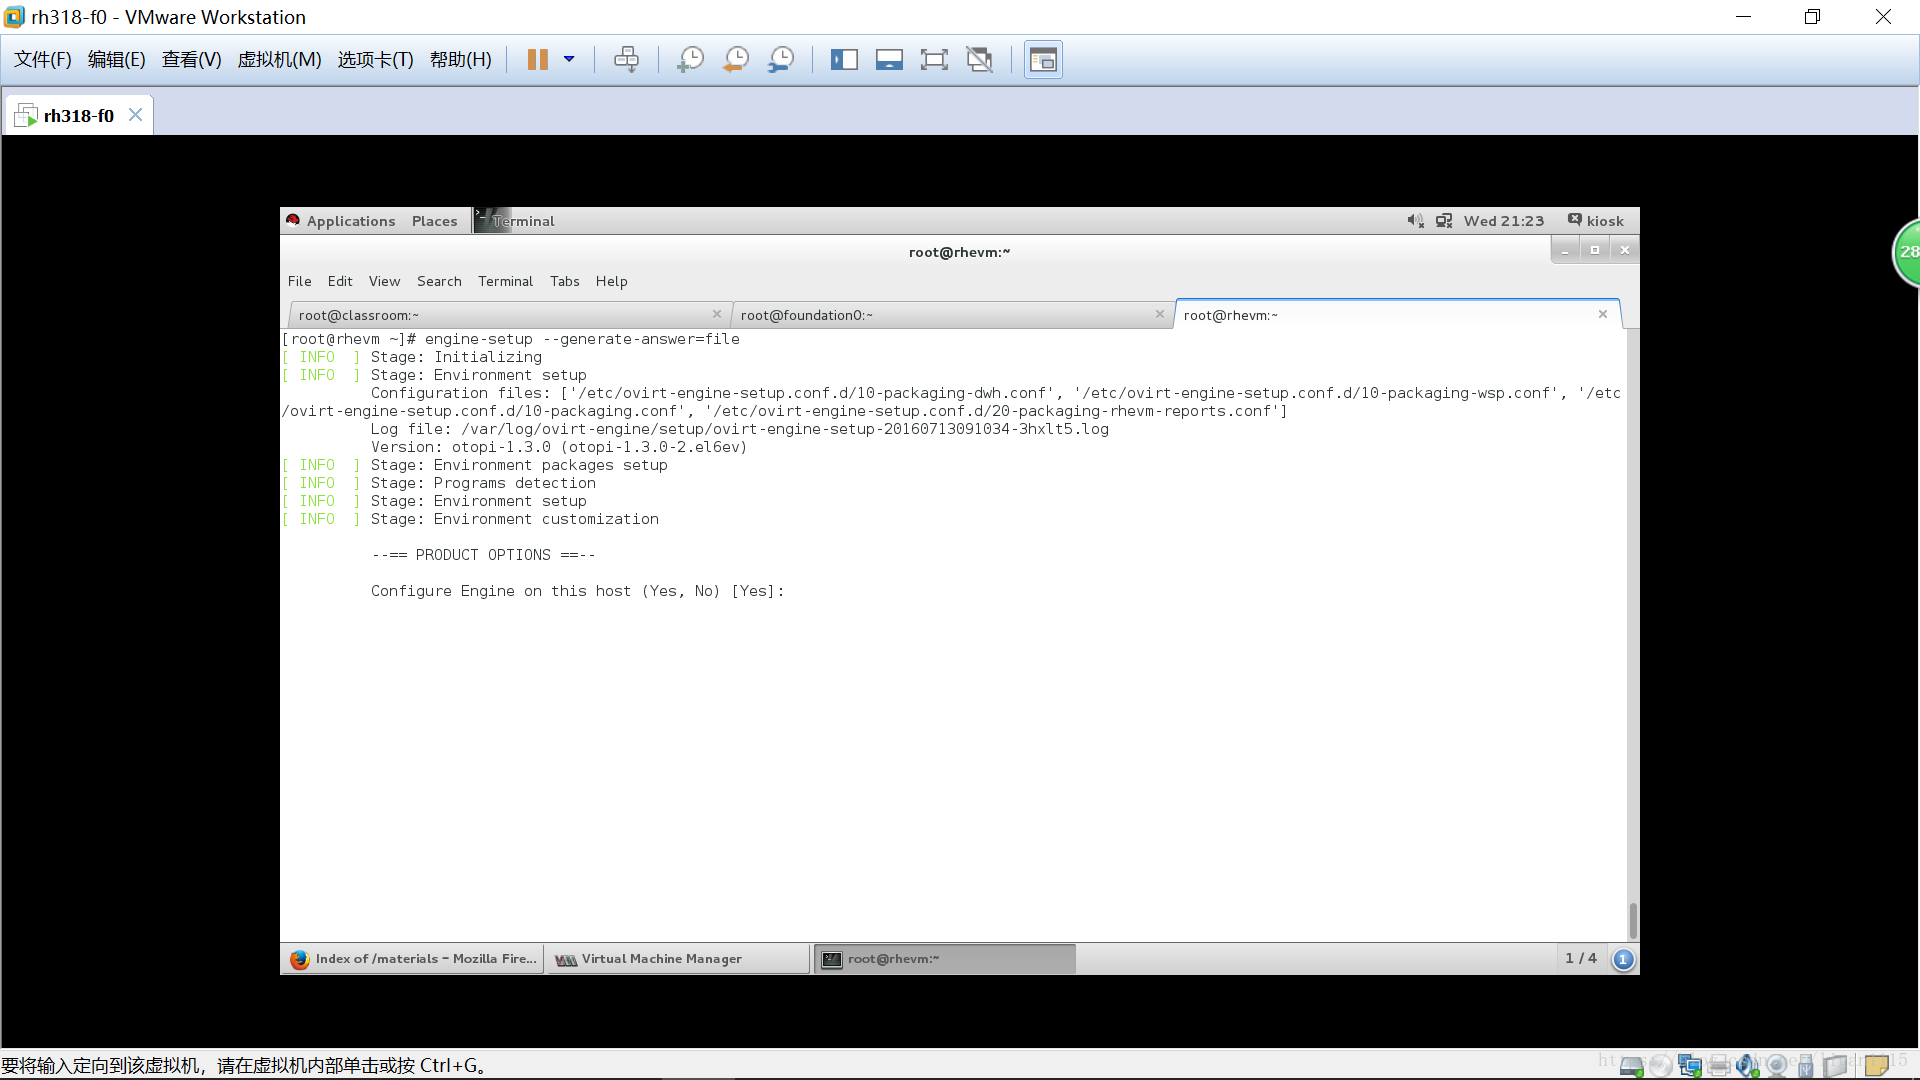 rh318-f0 - VMware Workstation
文件(F) 编辑(E) 查看(V) 虚拟机(M) 选项卡(T) 帮助(H)
rh318-f0
Applications Places Terminal Wed 21:23 kiosk
root@rhevm:~
28
File Edit View Search Terminal Tabs Help
root@classroom:~ root@foundation0:~ root@rhevm:~
[root@rhevm ~]# engine-setup --generate-answer=file
[ INFO  ] Stage: Initializing
[ INFO  ] Stage: Environment setup
Configuration files: ['/etc/ovirt-engine-setup.conf.d/10-packaging-dwh.conf', '/etc/ovirt-engine-setup.conf.d/10-packaging-wsp.conf', '/etc
/ovirt-engine-setup.conf.d/10-packaging.conf', '/etc/ovirt-engine-setup.conf.d/20-packaging-rhevm-reports.conf']
Log file: /var/log/ovirt-engine/setup/ovirt-engine-setup-20160713091034-3hxlt5.log
Version: otopi-1.3.0 (otopi-1.3.0-2.el6ev)
[ INFO  ] Stage: Environment packages setup
[ INFO  ] Stage: Programs detection
[ INFO  ] Stage: Environment setup
[ INFO  ] Stage: Environment customization
--== PRODUCT OPTIONS ==--
Configure Engine on this host (Yes, No) [Yes]:
Index of /materials - Mozilla Fire... Virtual Machine Manager root@rhevm:~ 1 / 4 1
要将输入定向到该虚拟机，请在虚拟机内部单击或按 Ctrl+G。